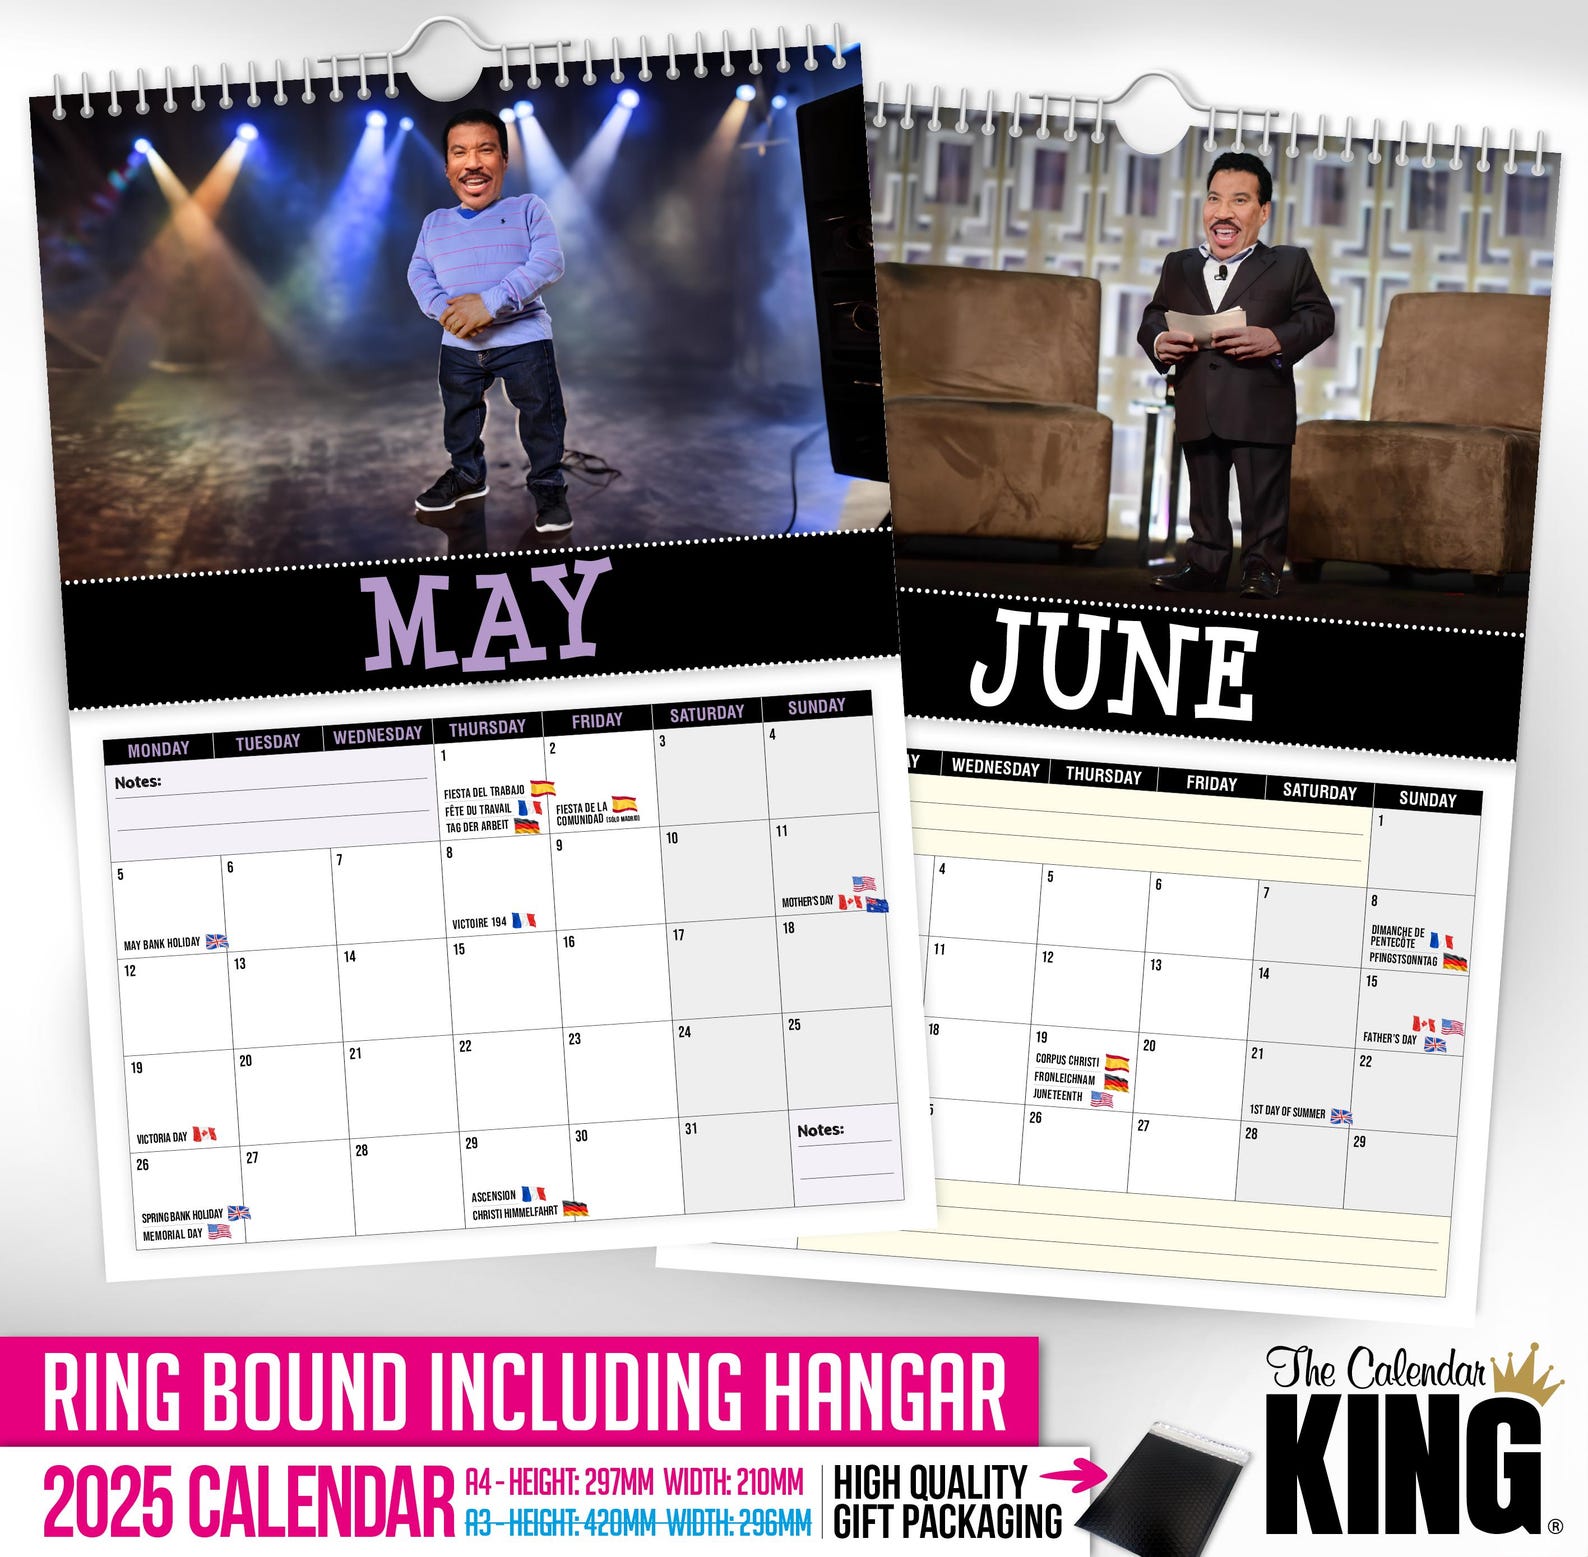 MAY
MONDAY TUESDAY WEDNESDAY THURSDAY FRIDAY SATURDAY SUNDAY
Notes:
1 2 3 4
FIESTA DEL TRABAJO
FÊTE DU TRAVAIL
TAG DER ARBEIT
FIESTA DE LA
COMUNIDAD (SÓLO MADRID)
5 6 7 8 9 10 11
MAY BANK HOLIDAY
VICTOIRE 194
MOTHER'S DAY
12 13 14 15 16 17 18
19 20 21 22 23 24 25
VICTORIA DAY
26 27 28 29 30 31
Notes:
SPRING BANK HOLIDAY
MEMORIAL DAY
ASCENSION
CHRISTI HIMMELFAHRT
JUNE
AY WEDNESDAY THURSDAY FRIDAY SATURDAY SUNDAY
1
4 5 6 7 8
DIMANCHE DE
PENTECÔTE
PFINGSTSONNTAG
11 12 13 14 15
FATHER'S DAY
18 19 20 21 22
CORPUS CHRISTI
FRONLEICHNAM
JUNETEENTH
1ST DAY OF SUMMER
5 26 27 28 29
RING BOUND INCLUDING HANGAR
2025 CALENDAR
A4 - HEIGHT: 297MM WIDTH: 210MM
A3 - HEIGHT: 420MM WIDTH: 296MM
HIGH QUALITY
GIFT PACKAGING
The Calendar
KING®